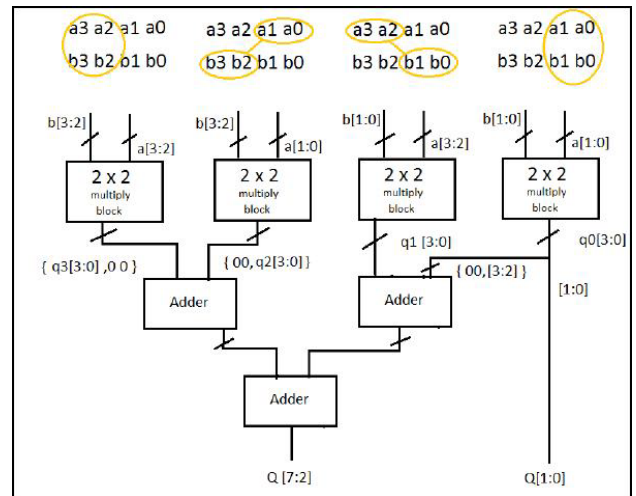 a3 a2 a1 a0
b3 b2 b1 b0
a3 a2 a1 a0
b3 b2 b1 b0
a3 a2 a1 a0
b3 b2 b1 b0
a3 a2 a1 a0
b3 b2 b1 b0
b[3:2]
a[3:2]
b[3:2]
a[1:0]
b[1:0]
a[3:2]
b[1:0]
a[1:0]
2 x 2
multiply
block
2 x 2
multiply
block
2 x 2
multiply
block
2 x 2
multiply
block
{ q3[3:0] ,0 0 }
{ 00, q2[3:0] }
q1 [3:0]
q0[3:0]
{ 00, [3:2] }
[1:0]
Adder
Adder
Adder
Q [7:2]
Q[1:0]